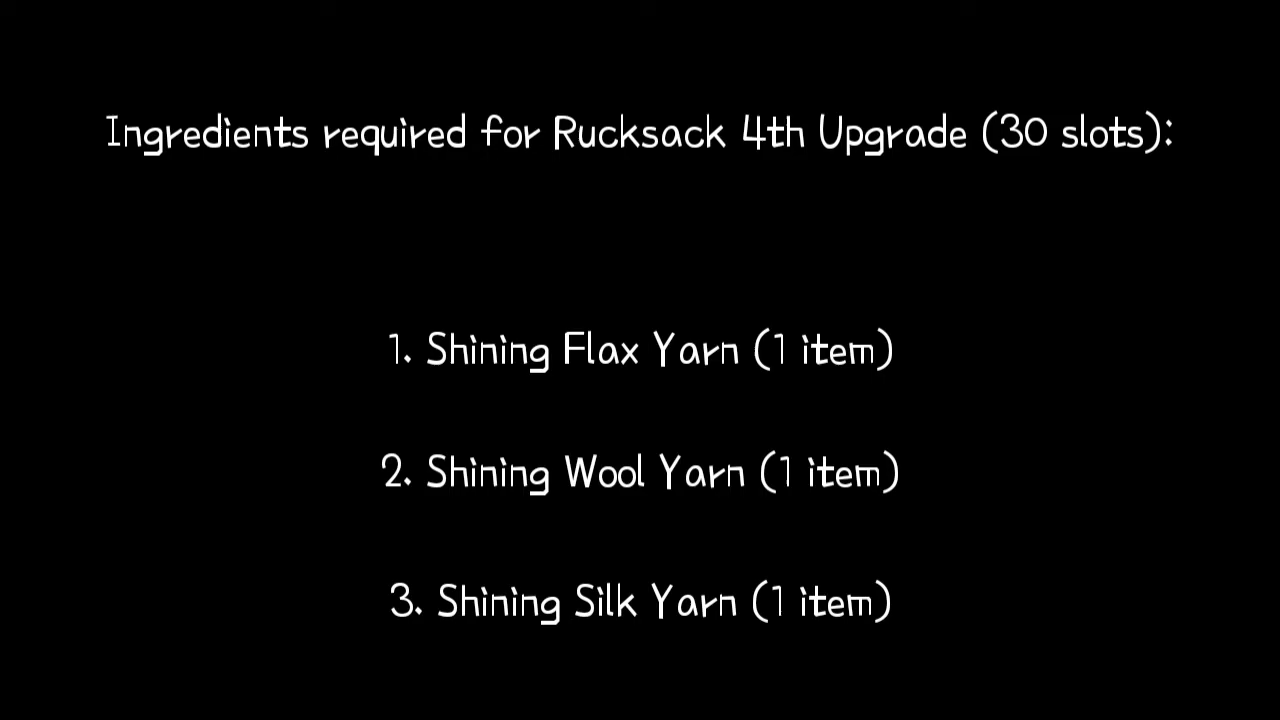 Ingredients required for Rucksack 4th Upgrade (30 slots):
1. Shining Flax Yarn (1 item)
2. Shining Wool Yarn (1 item)
3. Shining Silk Yarn (1 item)